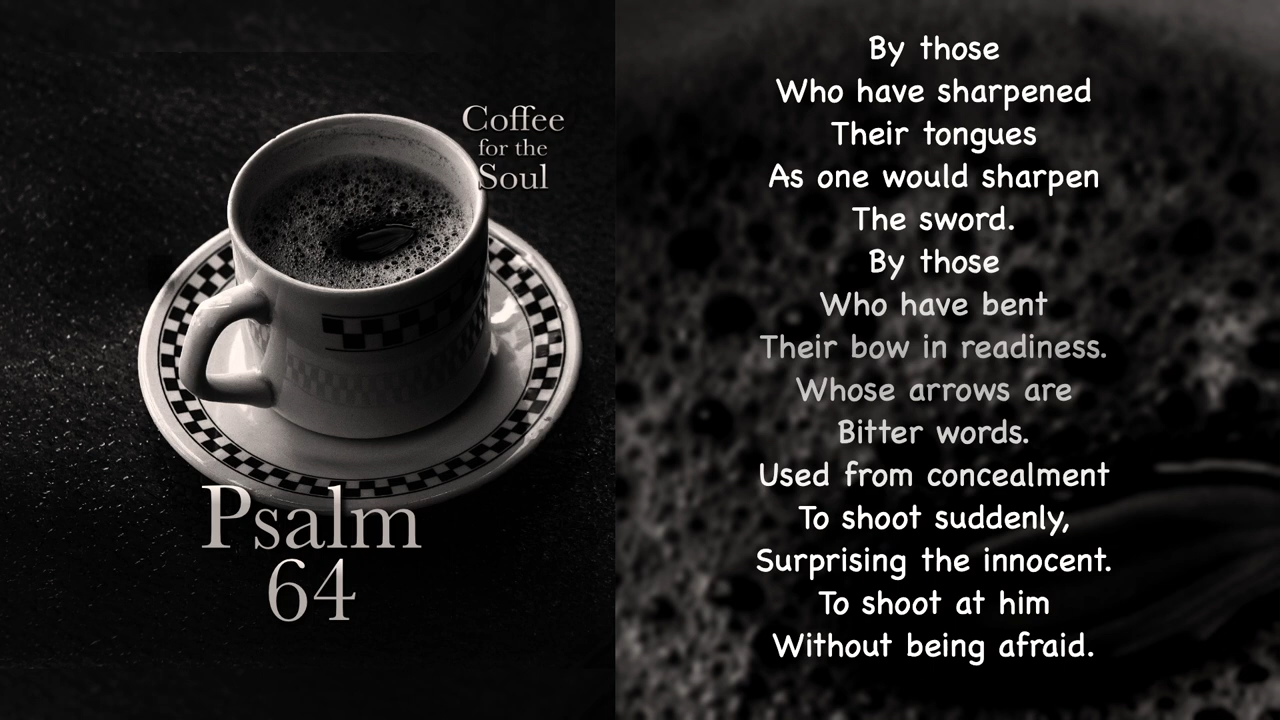 Coffee
for the
Soul
Psalm
64
By those
Who have sharpened
Their tongues
As one would sharpen
The sword.
By those
Who have bent
Their bow in readiness.
Whose arrows are
Bitter words.
Used from concealment
To shoot suddenly,
Surprising the innocent.
To shoot at him
Without being afraid.